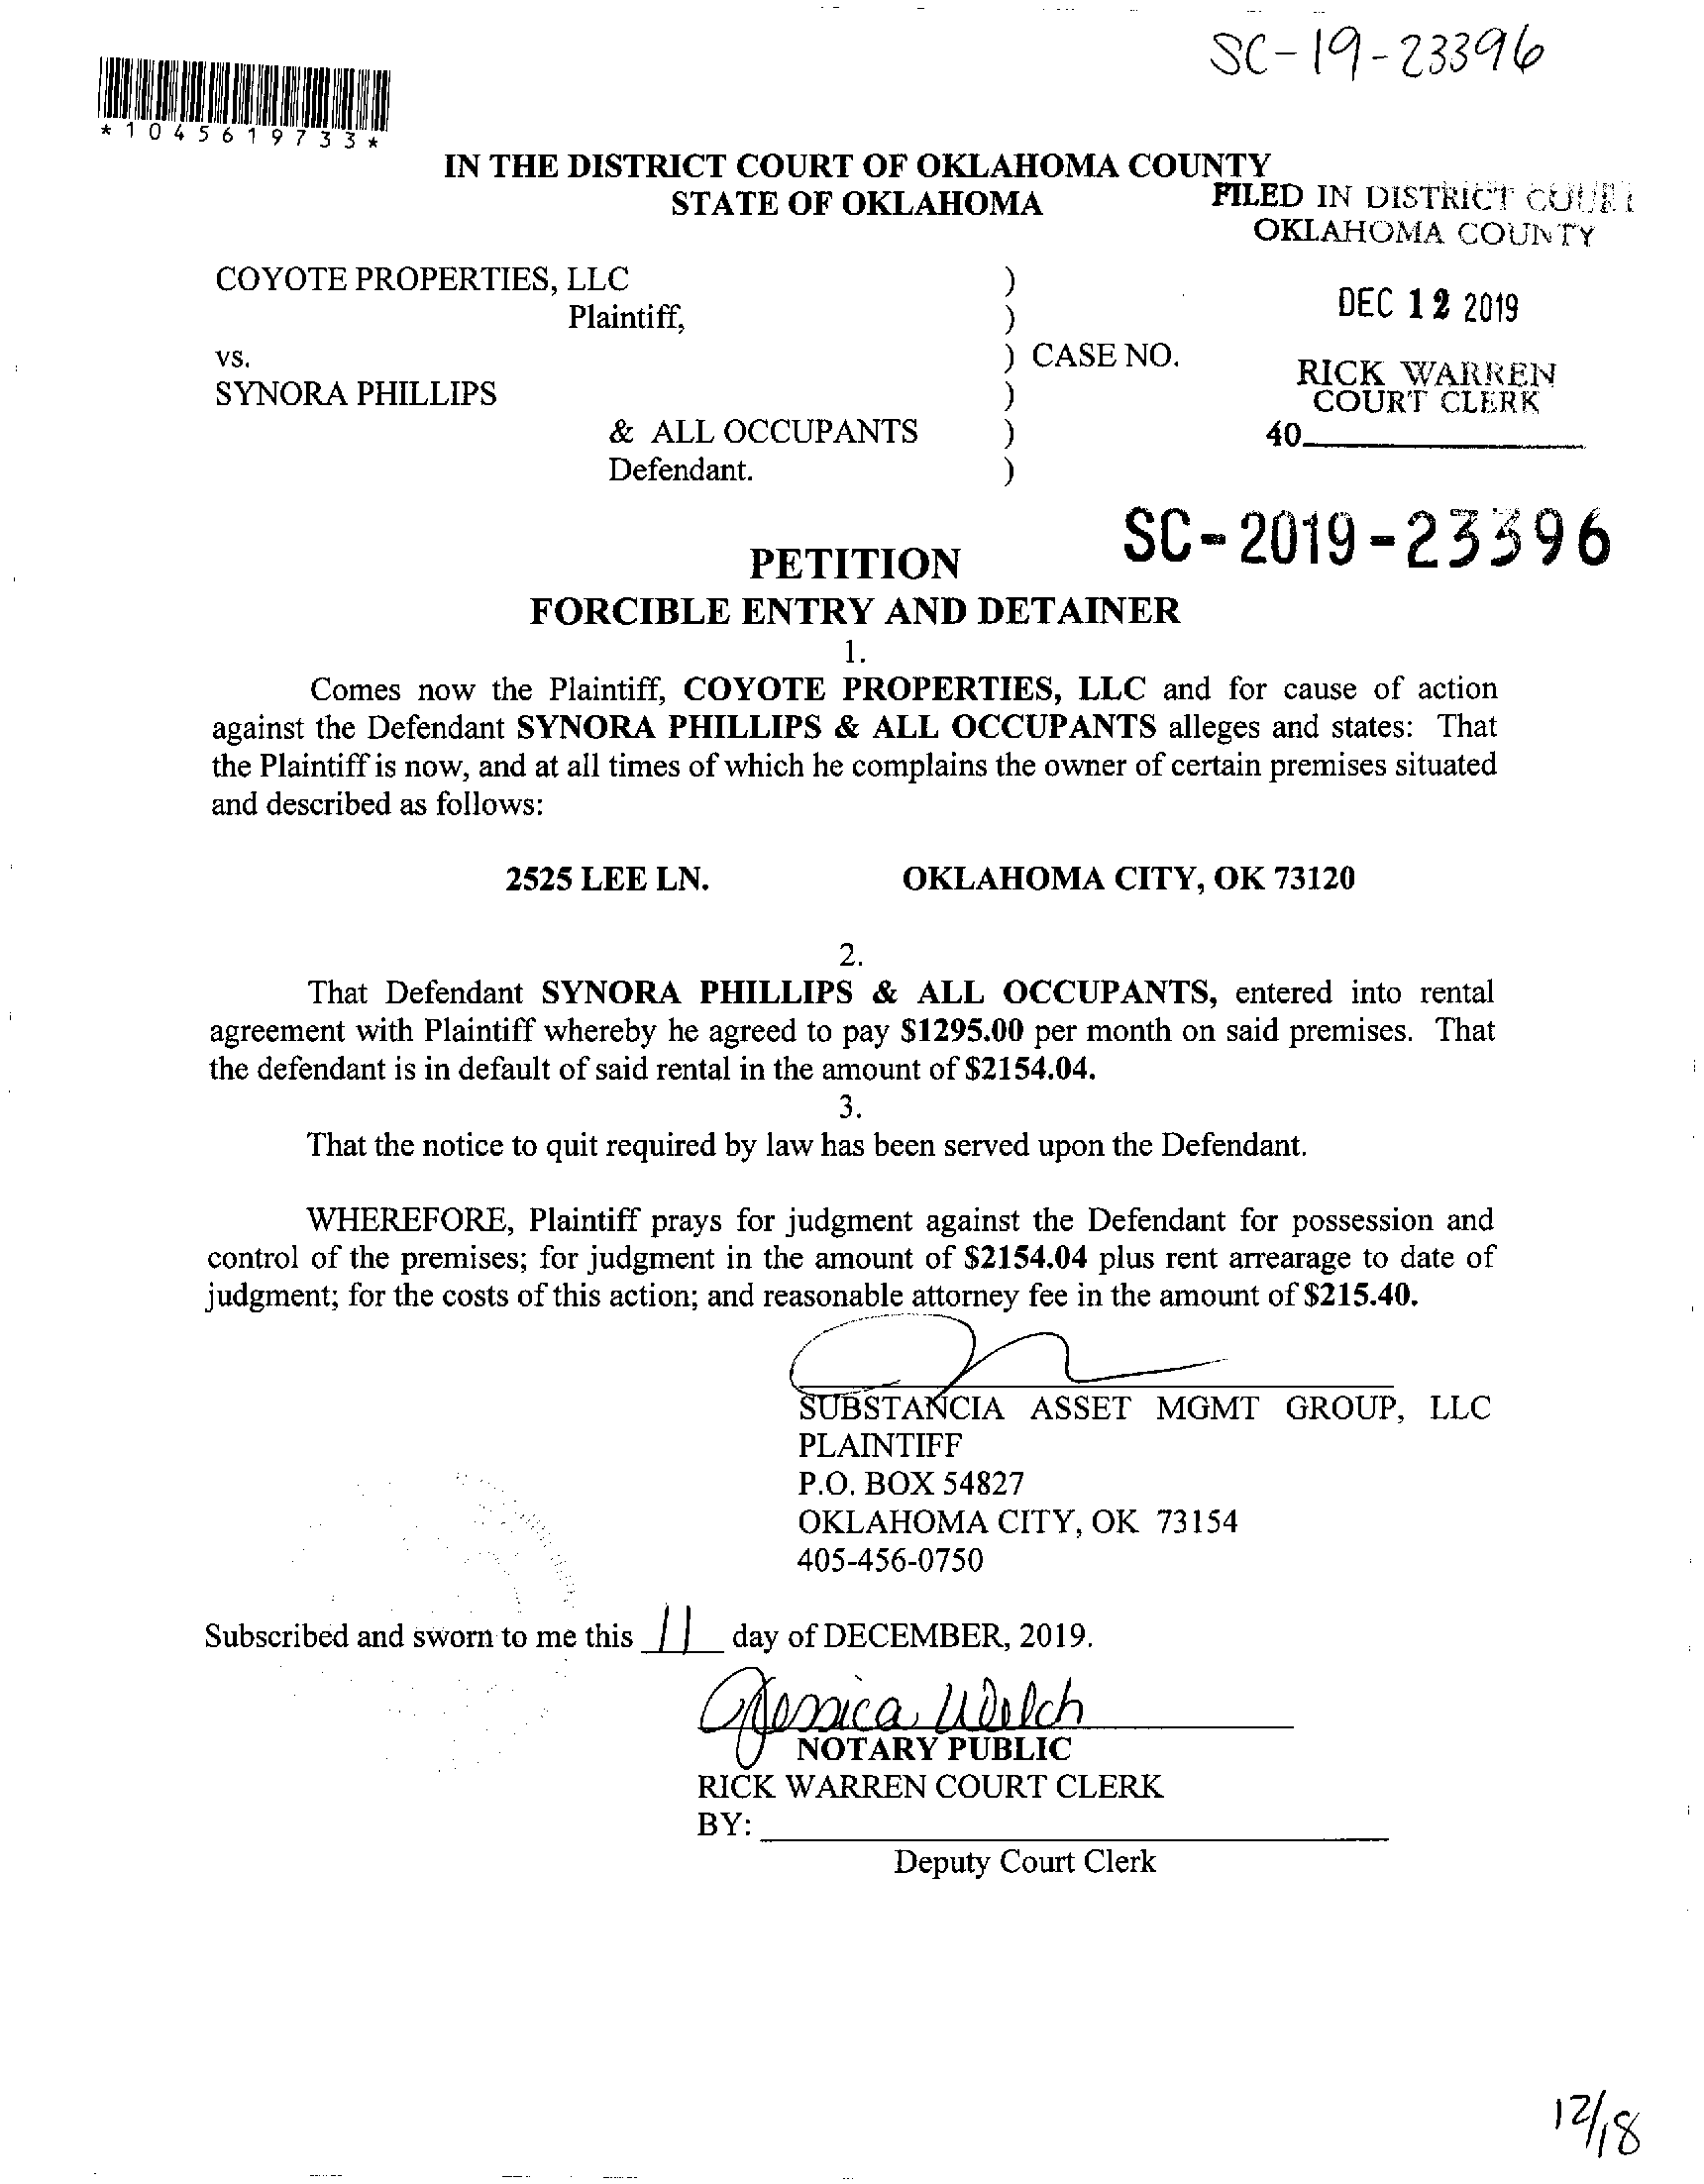 SC-19-23396
*1045619733*
IN THE DISTRICT COURT OF OKLAHOMA COUNTY
STATE OF OKLAHOMA
FILED IN DISTRICT COURT
OKLAHOMA COUNTY
COYOTE PROPERTIES, LLC )
Plaintiff, )
DEC 12 2019
vs. ) CASE NO.
SYNORA PHILLIPS )
RICK WARREN
COURT CLERK
& ALL OCCUPANTS )
40
Defendant. )
SC-2019-23396
PETITION
FORCIBLE ENTRY AND DETAINER
1.
Comes now the Plaintiff, COYOTE PROPERTIES, LLC and for cause of action
against the Defendant SYNORA PHILLIPS & ALL OCCUPANTS alleges and states: That
the Plaintiff is now, and at all times of which he complains the owner of certain premises situated
and described as follows:
2525 LEE LN. OKLAHOMA CITY, OK 73120
2.
That Defendant SYNORA PHILLIPS & ALL OCCUPANTS, entered into rental
agreement with Plaintiff whereby he agreed to pay $1295.00 per month on said premises. That
the defendant is in default of said rental in the amount of $2154.04.
3.
That the notice to quit required by law has been served upon the Defendant.
WHEREFORE, Plaintiff prays for judgment against the Defendant for possession and
control of the premises; for judgment in the amount of $2154.04 plus rent arrearage to date of
judgment; for the costs of this action; and reasonable attorney fee in the amount of $215.40.
SUBSTANCIA ASSET MGMT GROUP, LLC
PLAINTIFF
P.O. BOX 54827
OKLAHOMA CITY, OK 73154
405-456-0750
Subscribed and sworn to me this 11 day of DECEMBER, 2019.
Jessica Welch
NOTARY PUBLIC
RICK WARREN COURT CLERK
BY:
Deputy Court Clerk
12/18